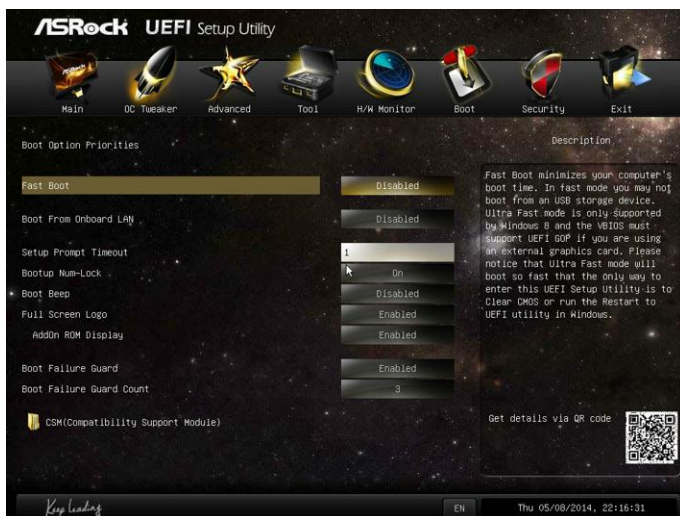 ASRock UEFI Setup Utility
Main OC Tweaker Advanced Tool H/W Monitor Boot Security Exit
Boot Option Priorities
Fast Boot Disabled
Boot From Onboard LAN Disabled
Setup Prompt Timeout 1
Bootup Num-Lock On
Boot Beep Disabled
Full Screen Logo Enabled
AddOn ROM Display Enabled
Boot Failure Guard Enabled
Boot Failure Guard Count 3
CSM(Compatibility Support Module)
Description
Fast Boot minimizes your computer's
boot time. In fast mode you may not
boot from an USB storage device.
Ultra Fast mode is only supported
by Windows 8 and the VBIOS must
support UEFI GOP if you are using
an external graphics card. Please
notice that Ultra Fast mode will
boot so fast that the only way to
enter this UEFI Setup Utility is to
Clear CMOS or run the Restart to
UEFI utility in Windows.
Get details via QR code
Keep Leading
EN
Thu 05/08/2014, 22:16:31